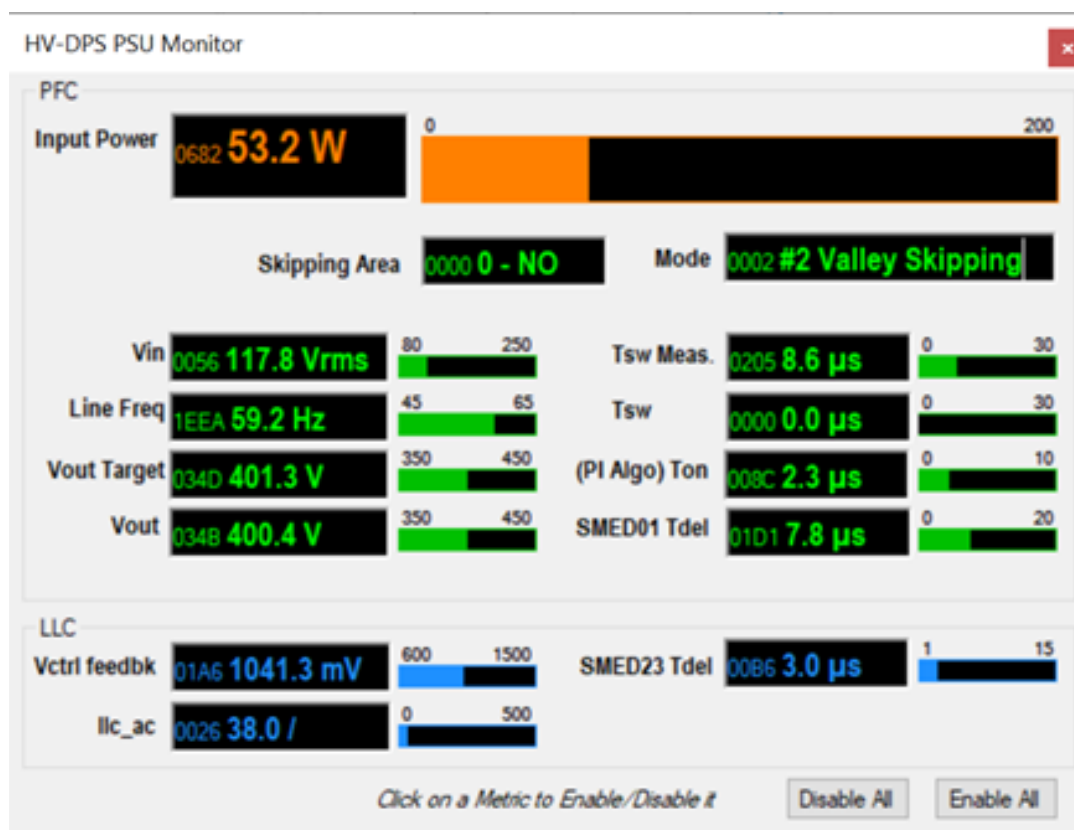 HV-DPS PSU Monitor
×
PFC
Input Power 0682 53.2 W 0 200
Skipping Area 0000 0 - NO Mode 0002 #2 Valley Skipping
Vin 0056 117.8 Vrms 80 250 Tsw Meas. 0205 8.6 µs 0 30
Line Freq 1EEA 59.2 Hz 45 65 Tsw 0000 0.0 µs 0 30
Vout Target 034D 401.3 V 350 450 (PI Algo) Ton 008C 2.3 µs 0 10
Vout 034B 400.4 V 350 450 SMED01 Tdel 01D1 7.8 µs 0 20
LLC
Vctrl feedbk 01A6 1041.3 mV 600 1500 SMED23 Tdel 00B6 3.0 µs 1 15
llc_ac 0026 38.0 / 0 500
Click on a Metric to Enable/Disable it Disable All Enable All